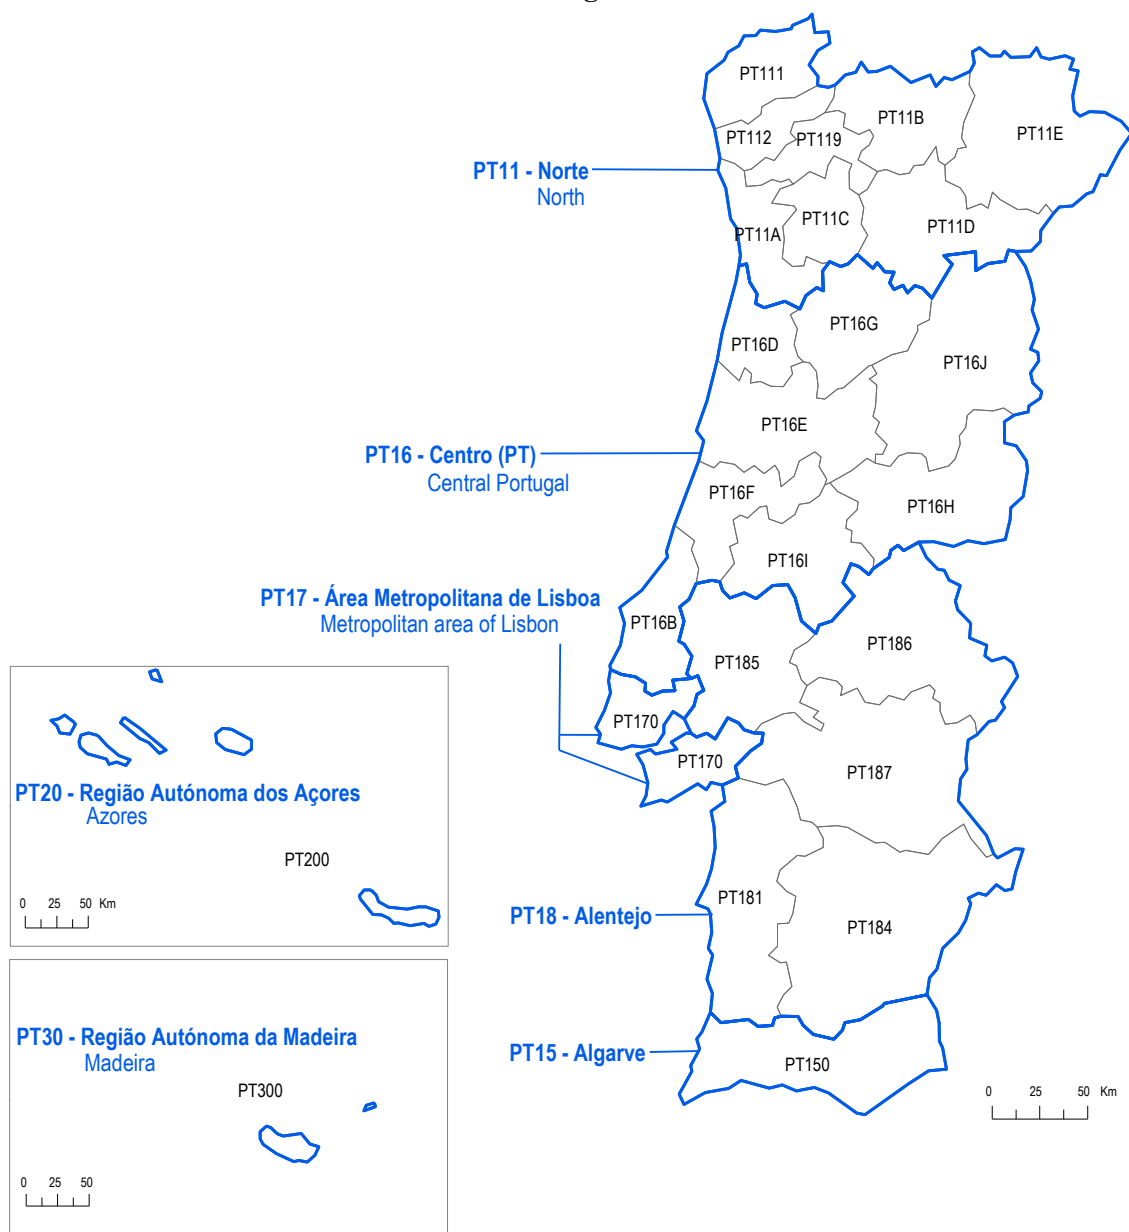 PT111
PT11B
PT112
PT119
PT11E
PT11 - Norte
North
PT11C
PT11A
PT11D
PT16G
PT16D
PT16J
PT16E
PT16 - Centro (PT)
Central Portugal
PT16F
PT16H
PT16I
PT17 - Área Metropolitana de Lisboa
Metropolitan area of Lisbon
PT16B
PT186
PT185
PT170
PT170
PT187
PT20 - Região Autónoma dos Açores
Azores
PT200
0 25 50 Km
PT181
PT18 - Alentejo
PT184
PT30 - Região Autónoma da Madeira
Madeira
PT15 - Algarve
PT150
PT300
0 25 50 Km
0 25 50